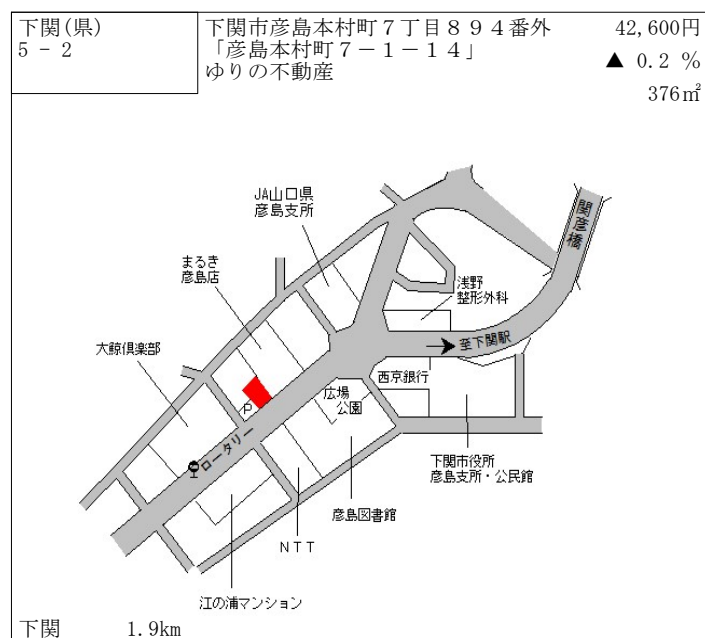 下関(県)
5 - 2
下関市彦島本村町７丁目８９４番外
「彦島本村町７－１－１４」
ゆりの不動産
42,600円
▲ 0.2 %
376㎡
JA山口県
彦島支所
関彦橋
まるき
彦島店
浅野
整形外科
大鯨倶楽部
至下関駅
西京銀行
広場
公園
P
ロータリー
下関市役所
彦島支所・公民館
彦島図書館
ＮＴＴ
江の浦マンション
下関 1.9km